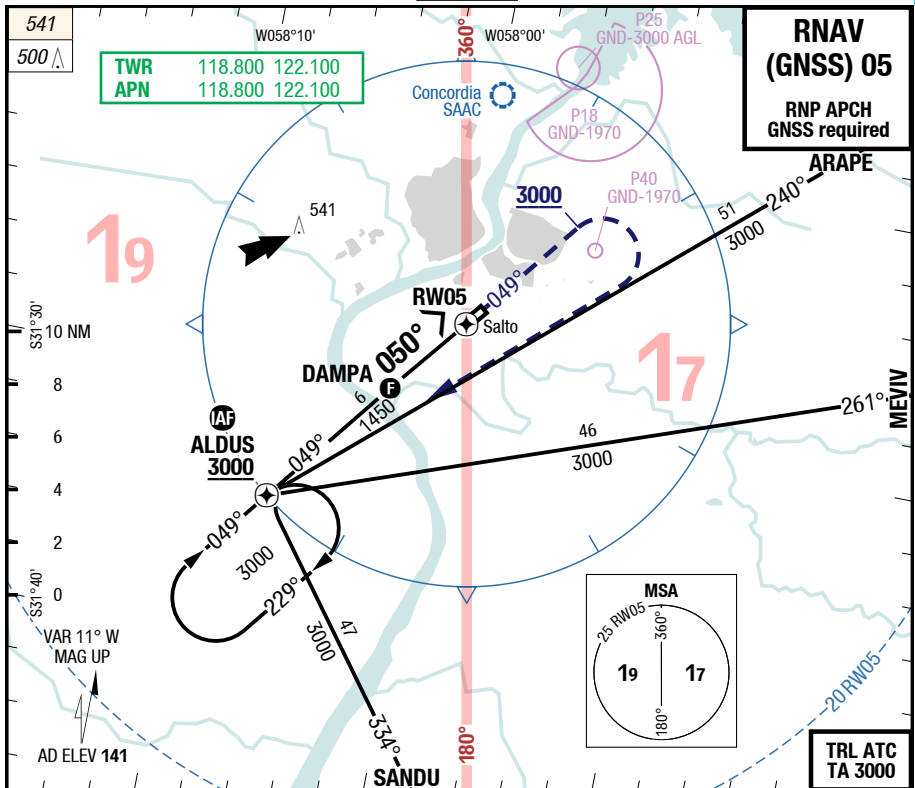 541
500
W058°10'
360°
W058°00'
P25
GND-3000 AGL
RNAV
(GNSS) 05
RNP APCH
GNSS required
TWR 118.800 122.100
APN 118.800 122.100
Concordia
SAAC
P18
GND-1970
ARAPE
240°
51
3000
P40
GND-1970
3000
541
19
049°
RW05
Salto
S31°30'
10 NM
050°
DAMPA
F
6
1450
17
8
IAF
ALDUS
3000
049°
261°
MEVIV
46
3000
6
4
049°
2
3000
229°
0
S31°40'
47
3000
MSA
25 RW05
360°
19
17
180°
VAR 11° W
MAG UP
20 RW05
334°
180°
AD ELEV 141
SANDU
TRL ATC
TA 3000